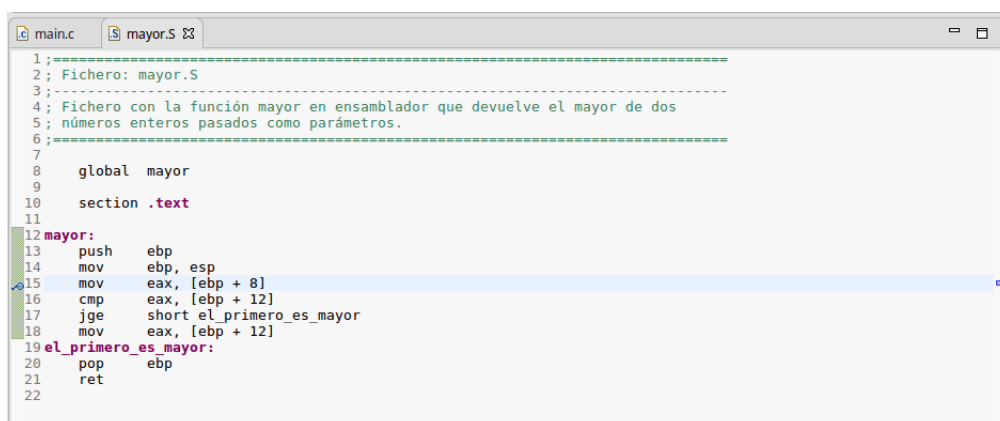 main.c mayor.S
1 ;==============================================================================
2 ; Fichero: mayor.S
3 ;------------------------------------------------------------------------------
4 ; Fichero con la función mayor en ensamblador que devuelve el mayor de dos
5 ; números enteros pasados como parámetros.
6 ;==============================================================================
7
8     global  mayor
9
10     section .text
11
12 mayor:
13     push    ebp
14     mov     ebp, esp
15     mov     eax, [ebp + 8]
16     cmp     eax, [ebp + 12]
17     jge     short el_primero_es_mayor
18     mov     eax, [ebp + 12]
19 el_primero_es_mayor:
20     pop     ebp
21     ret
22